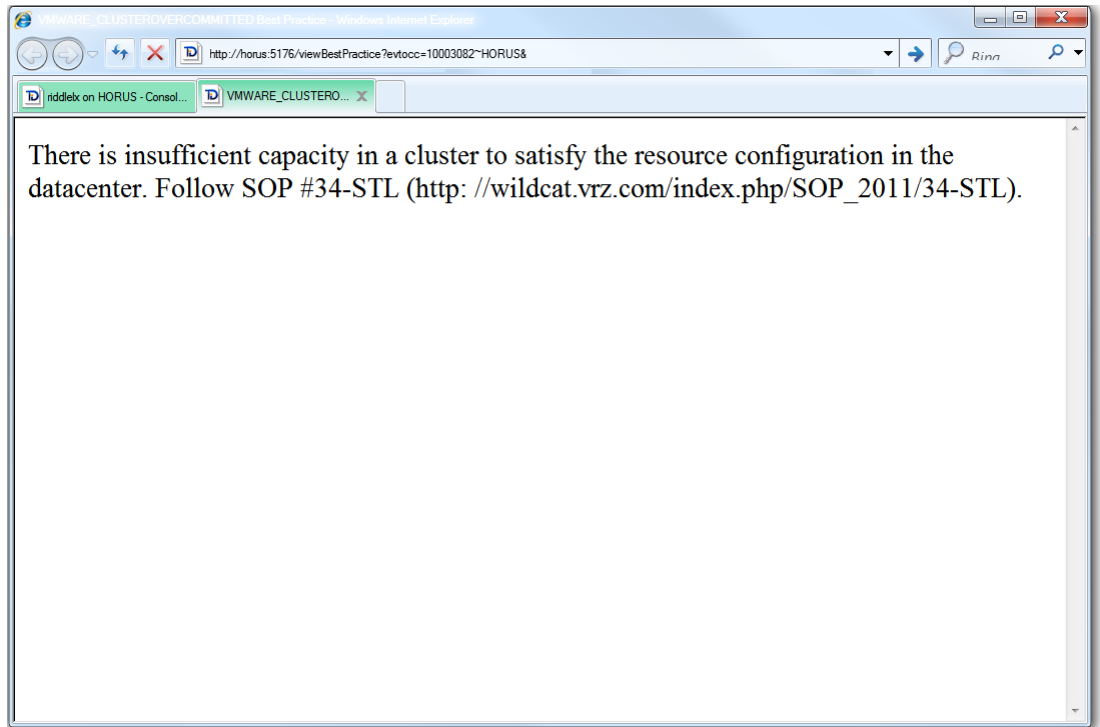 VMWARE_CLUSTEROVERCOMMITTED Best Practice - Windows Internet Explorer
http://horus:5176/viewBestPractice?evtocc=10003082~HORUS&
Bing
riddlelx on HORUS - Consol...
VMWARE_CLUSTERO...
There is insufficient capacity in a cluster to satisfy the resource configuration in the
datacenter. Follow SOP #34-STL (http: //wildcat.vrz.com/index.php/SOP_2011/34-STL).